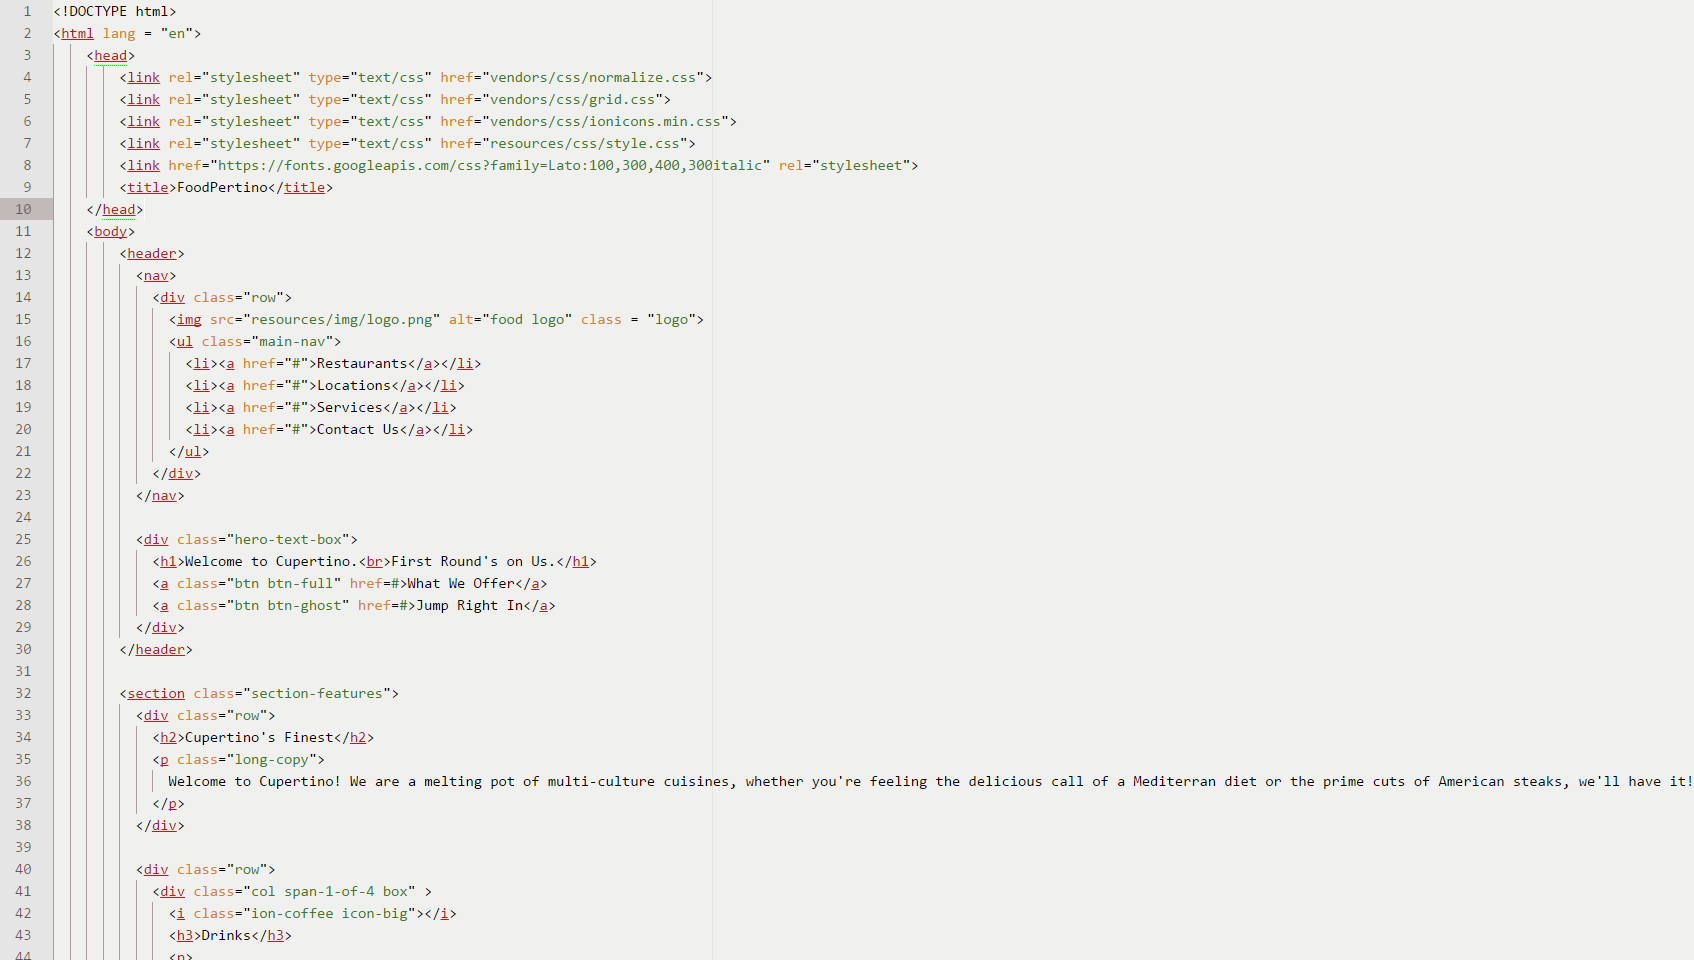 1 <!DOCTYPE html>
2 <html lang = "en">
3 <head>
4 <link rel="stylesheet" type="text/css" href="vendors/css/normalize.css">
5 <link rel="stylesheet" type="text/css" href="vendors/css/grid.css">
6 <link rel="stylesheet" type="text/css" href="vendors/css/ionicons.min.css">
7 <link rel="stylesheet" type="text/css" href="resources/css/style.css">
8 <link href="https://fonts.googleapis.com/css?family=Lato:100,300,400,300italic" rel="stylesheet">
9 <title>FoodPertino</title>
10 </head>
11 <body>
12 <header>
13 <nav>
14 <div class="row">
15 <img src="resources/img/logo.png" alt="food logo" class = "logo">
16 <ul class="main-nav">
17 <li><a href="#">Restaurants</a></li>
18 <li><a href="#">Locations</a></li>
19 <li><a href="#">Services</a></li>
20 <li><a href="#">Contact Us</a></li>
21 </ul>
22 </div>
23 </nav>
24
25 <div class="hero-text-box">
26 <h1>Welcome to Cupertino.<br>First Round's on Us.</h1>
27 <a class="btn btn-full" href=#>What We Offer</a>
28 <a class="btn btn-ghost" href=#>Jump Right In</a>
29 </div>
30 </header>
31
32 <section class="section-features">
33 <div class="row">
34 <h2>Cupertino's Finest</h2>
35 <p class="long-copy">
36 Welcome to Cupertino! We are a melting pot of multi-culture cuisines, whether you're feeling the delicious call of a Mediterran diet or the prime cuts of American steaks, we'll have it!
37 </p>
38 </div>
39
40 <div class="row">
41 <div class="col span-1-of-4 box" >
42 <i class="ion-coffee icon-big"></i>
43 <h3>Drinks</h3>
44 <p>